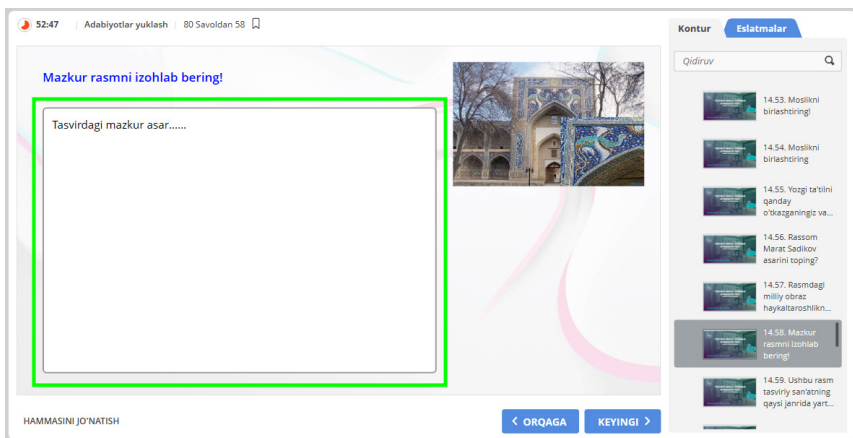 52:47 Adabiyotlar yuklash 80 Savoldan 58
Kontur Eslatmalar
Qidiruv
Mazkur rasmni izohlab bering!
Tasvirdagi mazkur asar......
14.53. Moslikni
birlashtiring!
14.54. Moslikni
birlashtiring
14.55. Yozgi ta'tilni
qanday
o'tkazganingiz va...
14.56. Rassom
Marat Sadikov
asarini toping?
14.57. Rasmdagi
milliy obraz
haykaltaroshlikn...
14.58. Mazkur
rasmni izohlab
bering!
14.59. Ushbu rasm
tasviriy san'atning
qaysi janrida yart...
HAMMASINI JO'NATISH
ORQAGA
KEYINGI